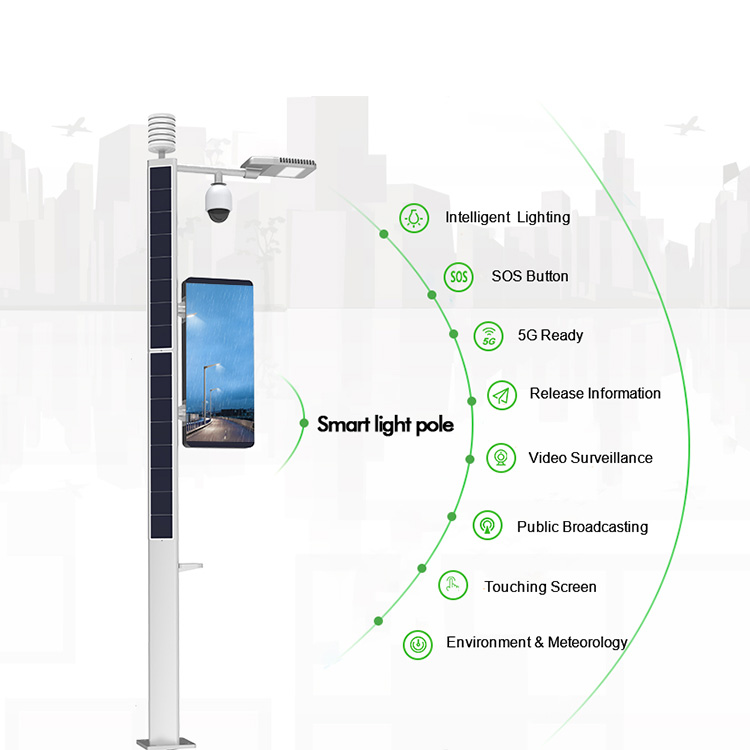 Intelligent Lighting
SOS SOS Button
5G 5G Ready
Release Information
Smart light pole
Video Surveillance
Public Broadcasting
Touching Screen
Environment & Meteorology